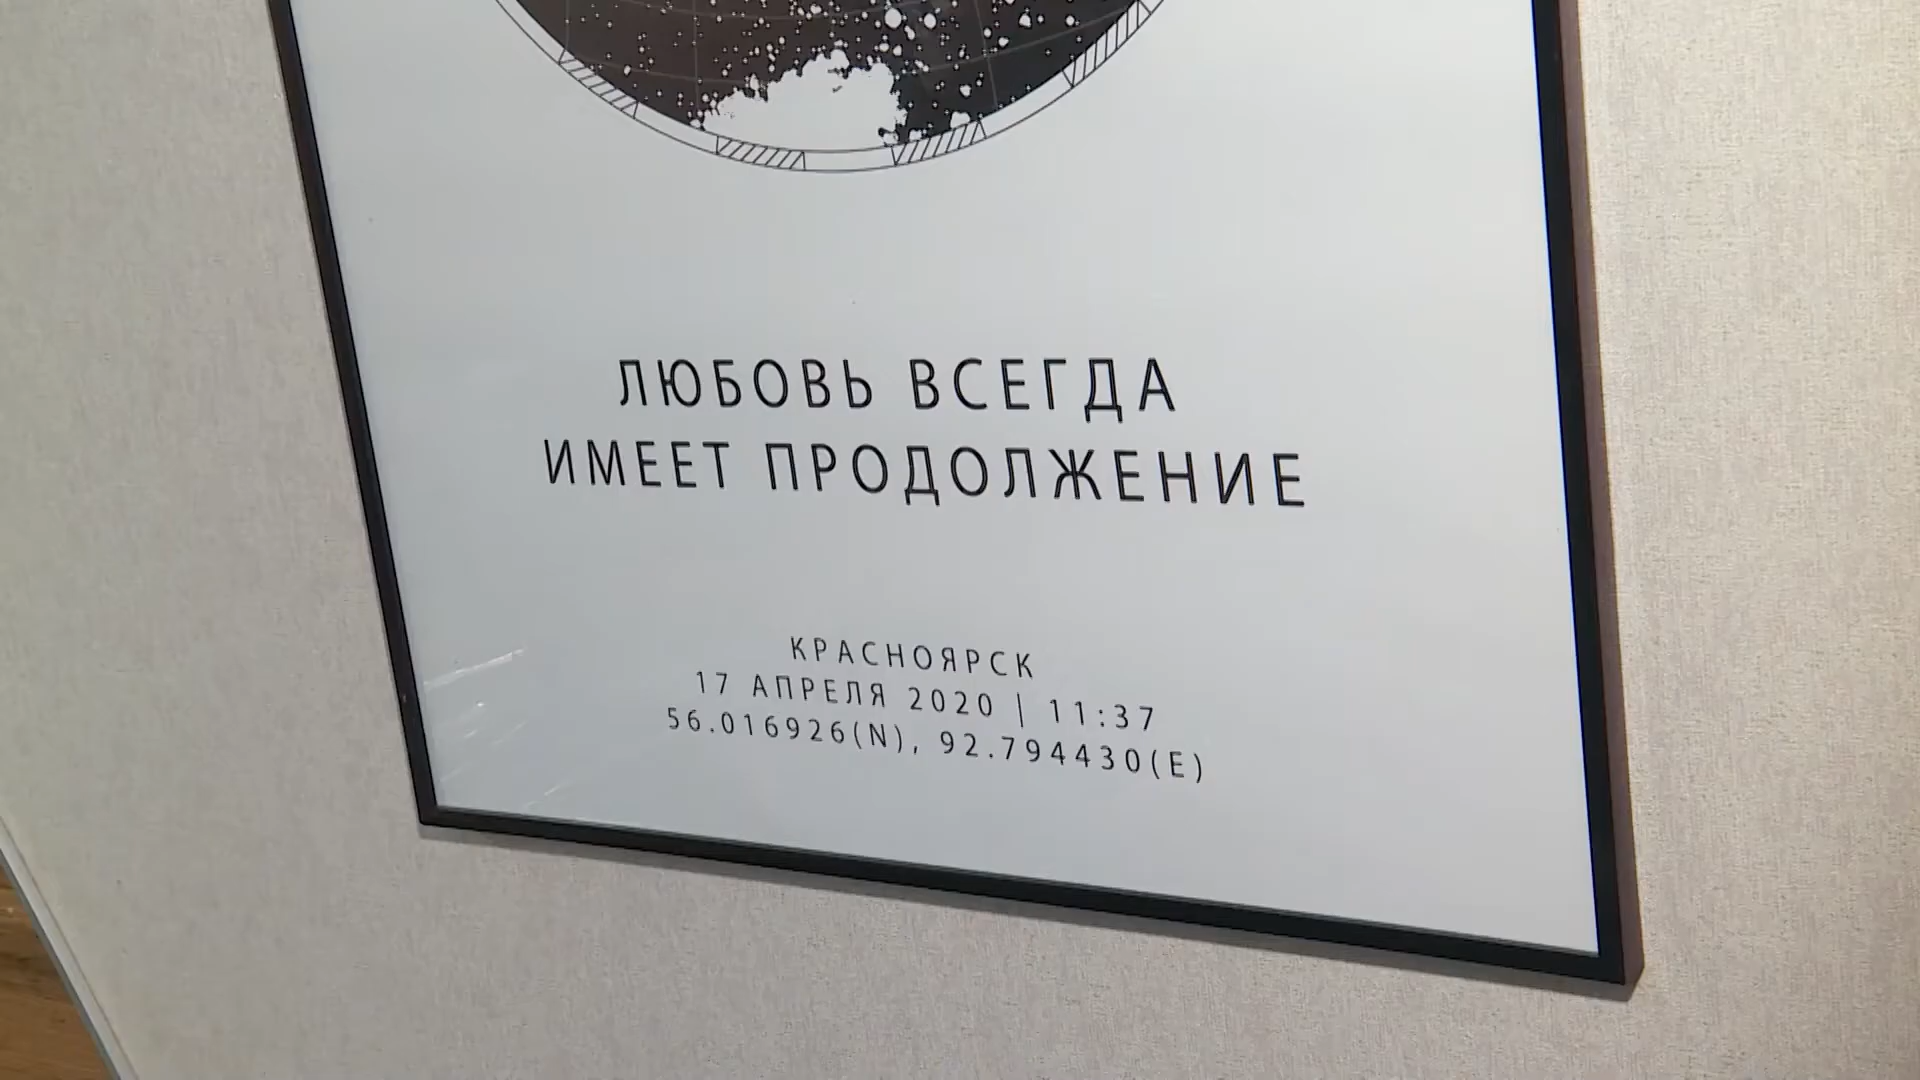 ЛЮБОВЬ ВСЕГДА
ИМЕЕТ ПРОДОЛЖЕНИЕ
КРАСНОЯРСК
17 АПРЕЛЯ 2020 | 11:37
56.016926(N), 92.794430(E)